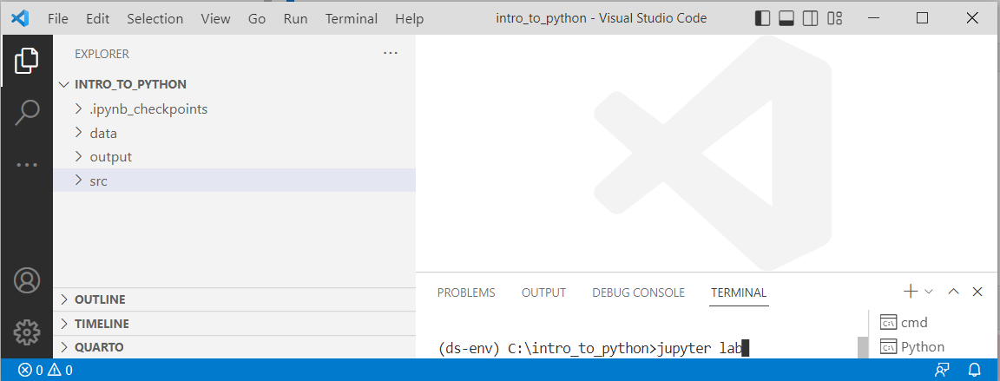 File Edit Selection View Go Run Terminal Help intro_to_python - Visual Studio Code
EXPLORER
INTRO_TO_PYTHON
.ipynb_checkpoints
data
output
src
OUTLINE
TIMELINE
QUARTO
PROBLEMS OUTPUT DEBUG CONSOLE TERMINAL
(ds-env) C:\intro_to_python>jupyter lab
cmd
Python
0 0